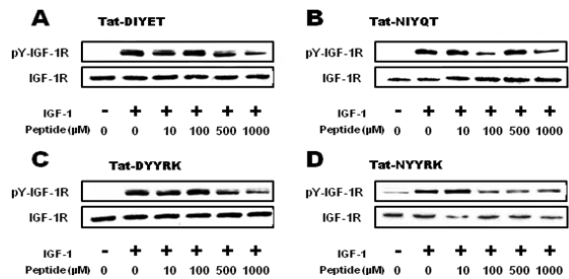 A Tat-DIYET
pY-IGF-1R
IGF-1R
IGF-1 - + + + + +
Peptide (µM) 0 0 10 100 500 1000
B Tat-NIYQT
pY-IGF-1R
IGF-1R
IGF-1 - + + + + +
Peptide (µM) 0 0 10 100 500 1000
C Tat-DYYRK
pY-IGF-1R
IGF-1R
IGF-1 - + + + + +
Peptide (µM) 0 0 10 100 500 1000
D Tat-NYYRK
pY-IGF-1R
IGF-1R
IGF-1 - + + + + +
Peptide (µM) 0 0 10 100 500 1000